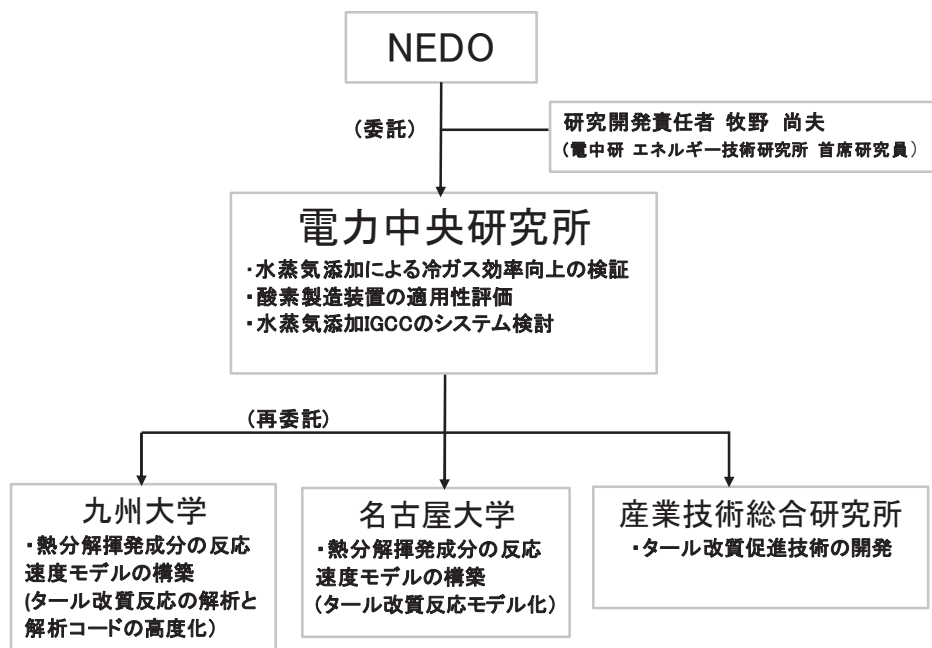 NEDO
（委託）
研究開発責任者 牧野 尚夫
（電中研 エネルギー技術研究所 首席研究員）
電力中央研究所
・水蒸気添加による冷ガス効率向上の検証
・酸素製造装置の適用性評価
・水蒸気添加IGCCのシステム検討
（再委託）
九州大学
・熱分解揮発成分の反応
速度モデルの構築
(タール改質反応の解析と
解析コードの高度化）
名古屋大学
・熱分解揮発成分の反応
速度モデルの構築
（タール改質反応モデル化）
産業技術総合研究所
・タール改質促進技術の開発